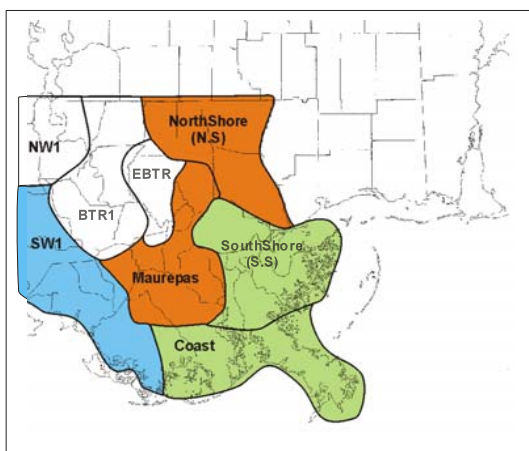 NorthShore
(N.S)
NW1
EBTR
BTR1
SW1
SouthShore
(S.S)
Maurepas
Coast